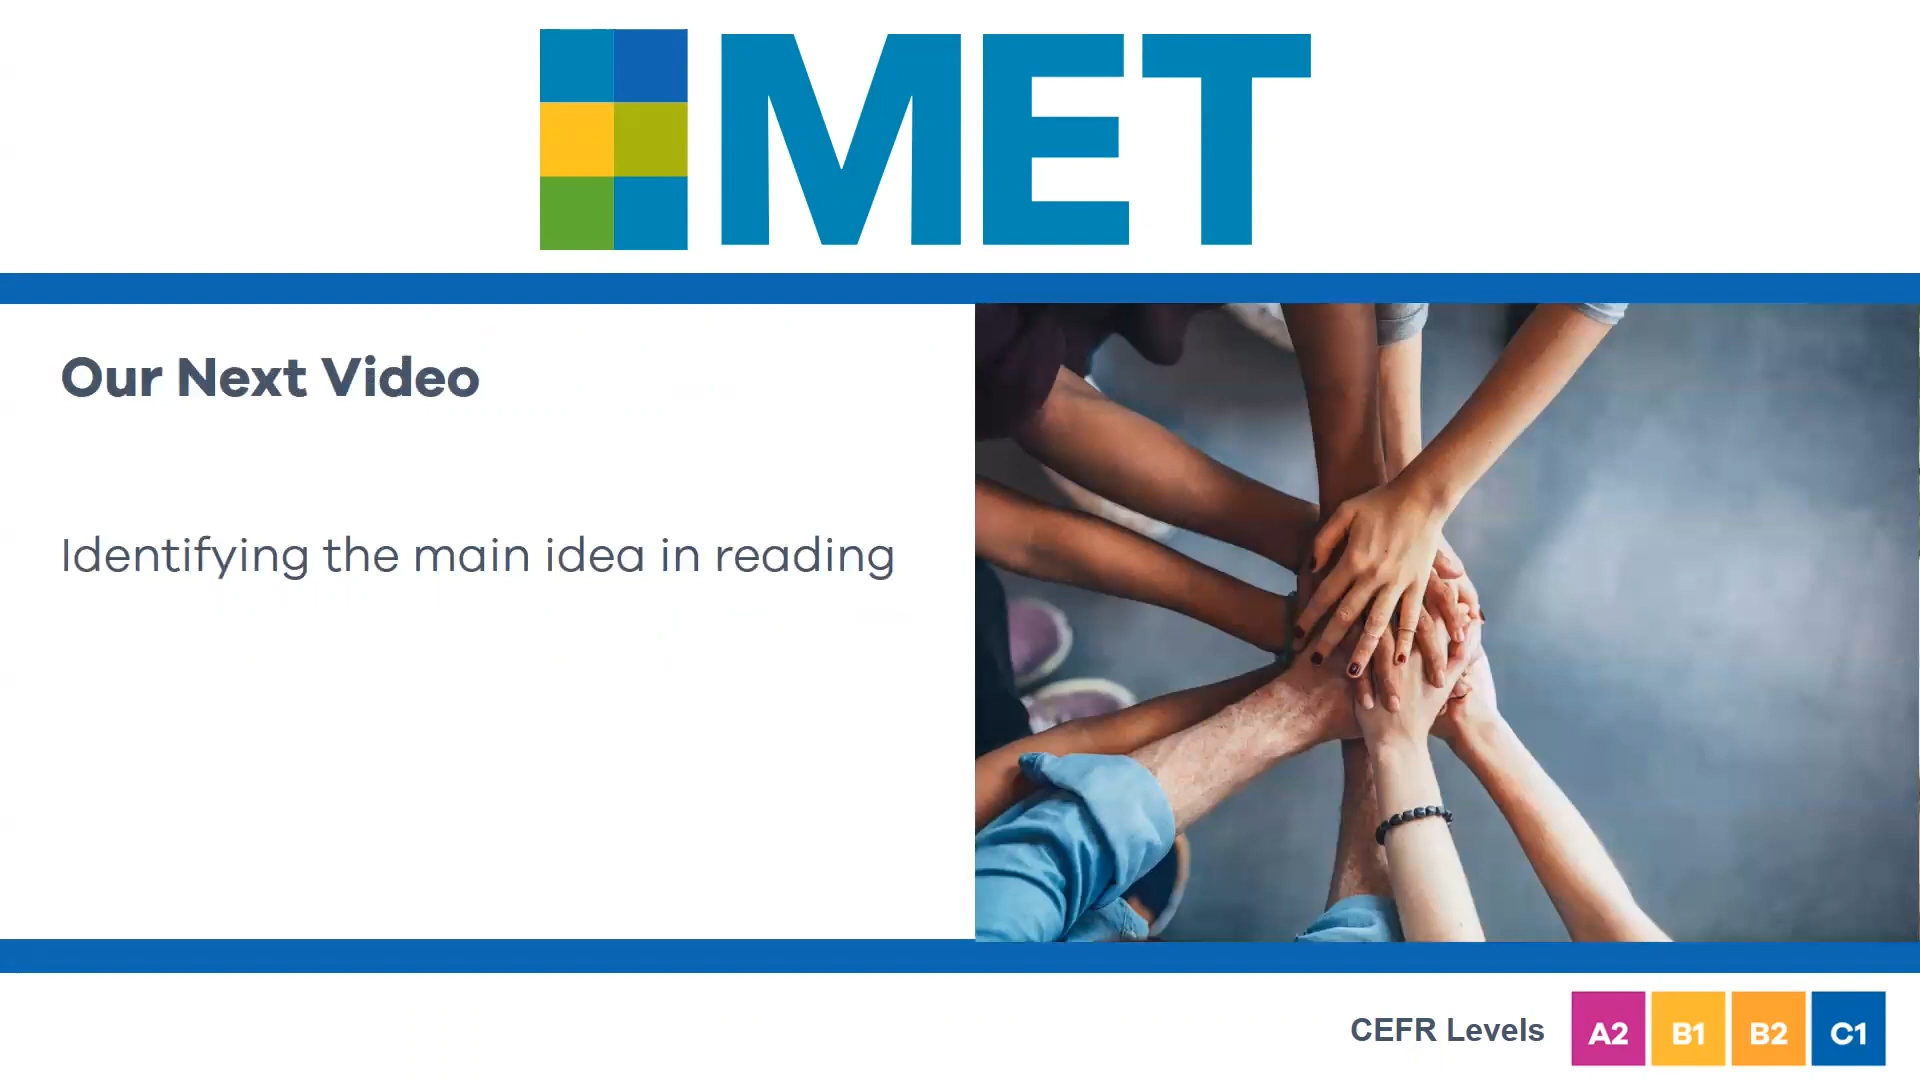 MET
Our Next Video
Identifying the main idea in reading
CEFR Levels A2 B1 B2 C1